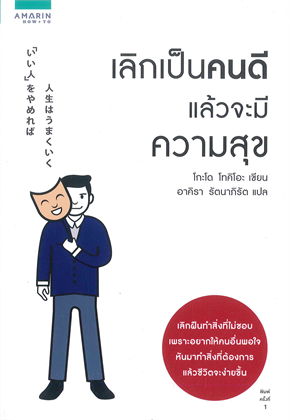 AMARIN
HOW•TO
「いい人」をやめれば
人生はうまくいく
เลิกเป็นคนดี
แล้วจะมี
ความสุข
โกะโด โทคิโอะ เขียน
อาคิรา รัตนาภิรัต แปล
เลิกฝืนทำสิ่งที่ไม่ชอบ
เพราะอยากให้คนอื่นพอใจ
หันมาทำสิ่งที่ต้องการ
แล้วชีวิตจะง่ายขึ้น
พิมพ์
ครั้งที่
1